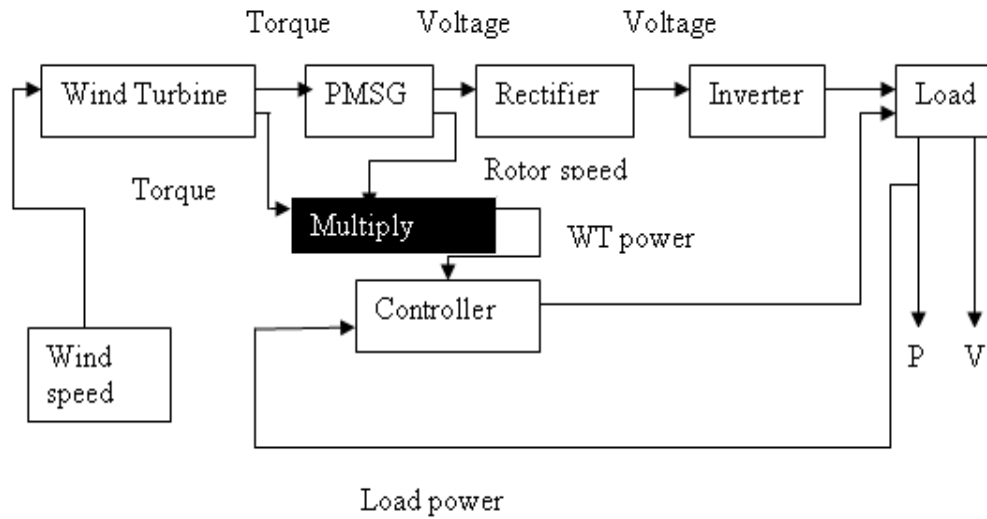 Torque
Voltage
Voltage
Wind Turbine
PMSG
Rectifier
Inverter
Load
Torque
Rotor speed
Multiply
WT power
Controller
Wind
speed
P
V
Load power